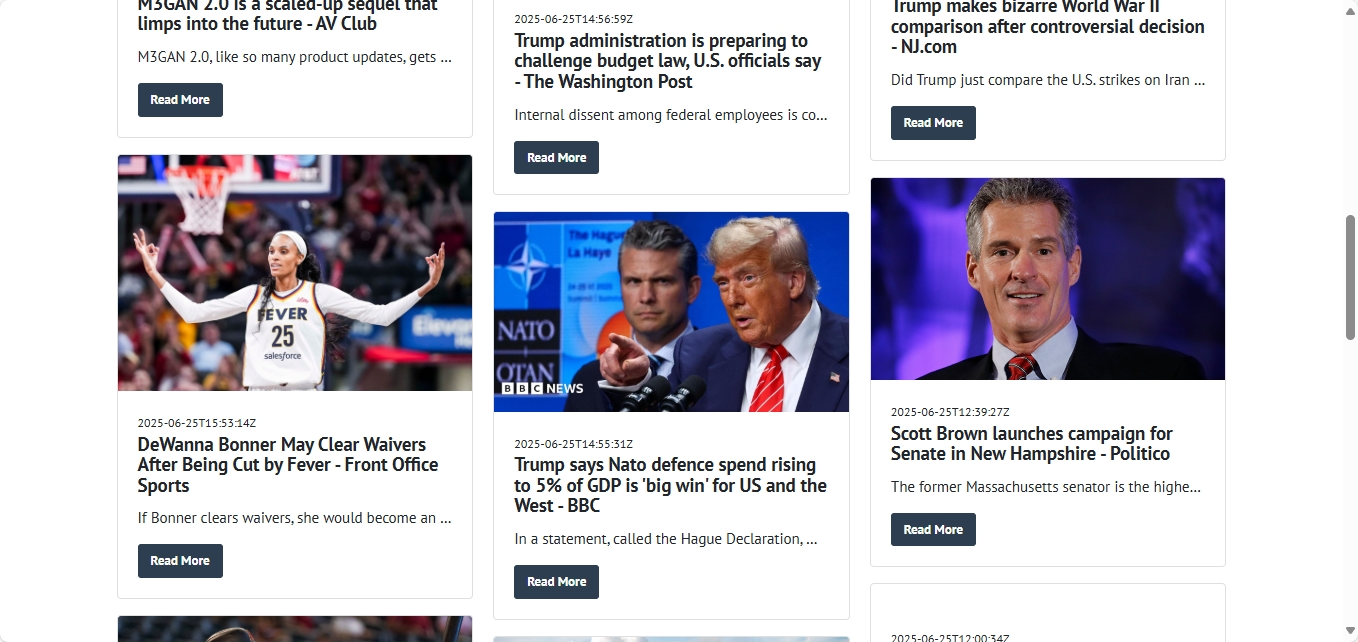 M3GAN 2.0 is a scaled-up sequel that
limps into the future - AV Club
M3GAN 2.0, like so many product updates, gets ...
Read More
FEVER
25
salesforce
2025-06-25T15:53:14Z
DeWanna Bonner May Clear Waivers
After Being Cut by Fever - Front Office
Sports
If Bonner clears waivers, she would become an ...
Read More
2025-06-25T14:56:59Z
Trump administration is preparing to
challenge budget law, U.S. officials say
- The Washington Post
Internal dissent among federal employees is co...
Read More
The Hague
La Haye
NATO
OTAN
BBC NEWS
2025-06-25T14:55:31Z
Trump says Nato defence spend rising
to 5% of GDP is 'big win' for US and the
West - BBC
In a statement, called the Hague Declaration, ...
Read More
Trump makes bizarre World War II
comparison after controversial decision
- NJ.com
Did Trump just compare the U.S. strikes on Iran ...
Read More
2025-06-25T12:39:27Z
Scott Brown launches campaign for
Senate in New Hampshire - Politico
The former Massachusetts senator is the highe...
Read More
2025-06-25T12:00:34Z